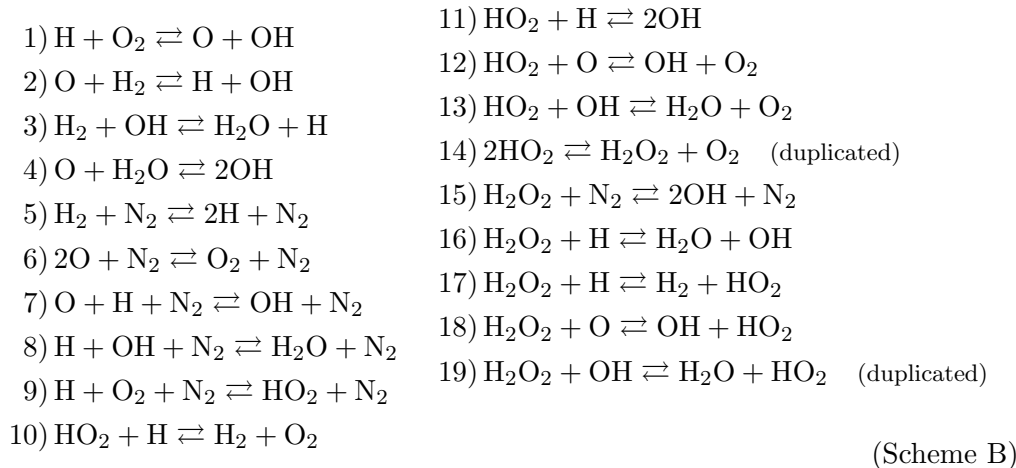 1) H + O₂ ⇄ O + OH
2) O + H₂ ⇄ H + OH
3) H₂ + OH ⇄ H₂O + H
4) O + H₂O ⇄ 2OH
5) H₂ + N₂ ⇄ 2H + N₂
6) 2O + N₂ ⇄ O₂ + N₂
7) O + H + N₂ ⇄ OH + N₂
8) H + OH + N₂ ⇄ H₂O + N₂
9) H + O₂ + N₂ ⇄ HO₂ + N₂
10) HO₂ + H ⇄ H₂ + O₂
11) HO₂ + H ⇄ 2OH
12) HO₂ + O ⇄ OH + O₂
13) HO₂ + OH ⇄ H₂O + O₂
14) 2HO₂ ⇄ H₂O₂ + O₂ (duplicated)
15) H₂O₂ + N₂ ⇄ 2OH + N₂
16) H₂O₂ + H ⇄ H₂O + OH
17) H₂O₂ + H ⇄ H₂ + HO₂
18) H₂O₂ + O ⇄ OH + HO₂
19) H₂O₂ + OH ⇄ H₂O + HO₂ (duplicated)
(Scheme B)